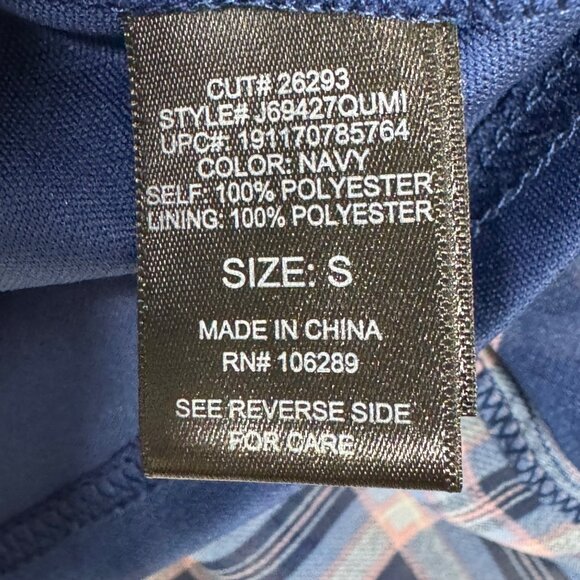 CUT# 26293
STYLE# J69427QUMI
UPC#: 191170785764
COLOR: NAVY
SELF: 100% POLYESTER
LINING: 100% POLYESTER
SIZE: S
MADE IN CHINA
RN# 106289
SEE REVERSE SIDE
FOR CARE